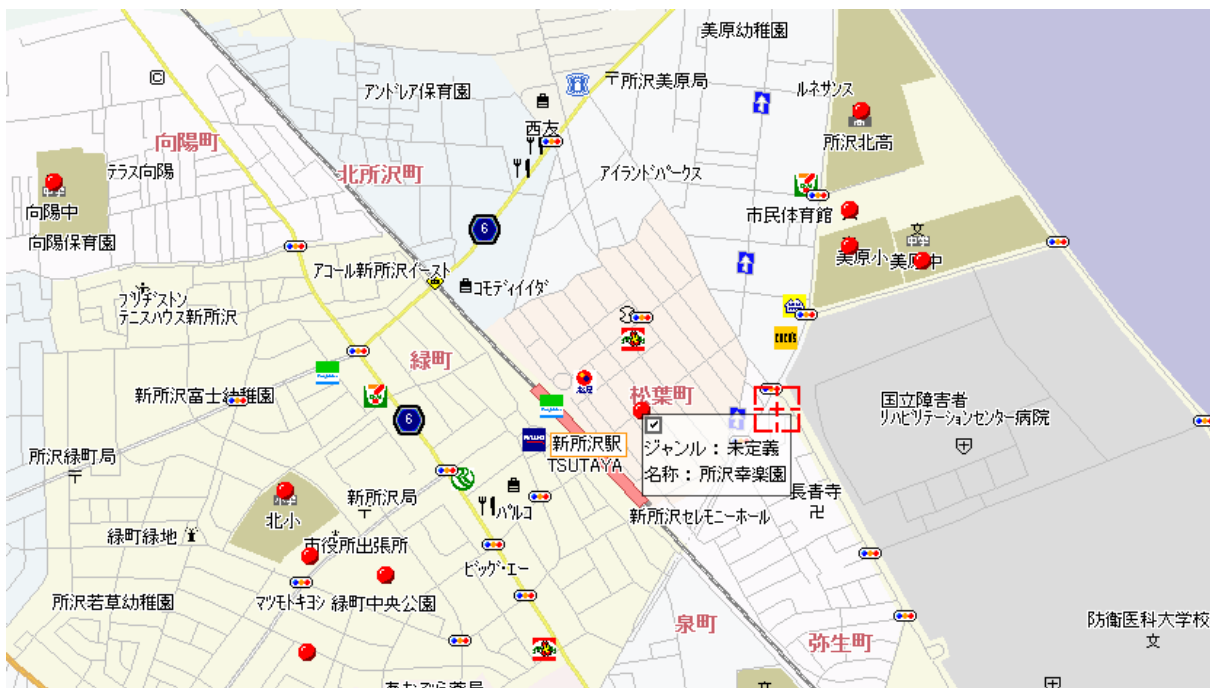 美原幼稚園
〒所沢美原局
ルネサンス
アンドレア保育園
西友
所沢北高
向陽町
北所沢町
テラス向陽
アイランドパークス
向陽中
向陽保育園
市民体育館
6
文
中学
美原小
アコール新所沢イースト
コモディイイダ
ブリヂストン
テニスハウス新所沢
COCO'S
緑町
松葉町
新所沢富士幼稚園
6
国立障害者
リハビリテーションセンター病院
ジャンル : 未定義
名称 : 所沢幸楽園
新所沢駅
TSUTAYA
所沢緑町局
〒
長青寺
卍
新所沢局
〒
パルコ
新所沢セレモニーホール
北小
緑町緑地
市役所出張所
ビッグ・エー
所沢若草幼稚園
マツモトキヨシ
緑町中央公園
泉町
弥生町
防衛医科大学校
文
文